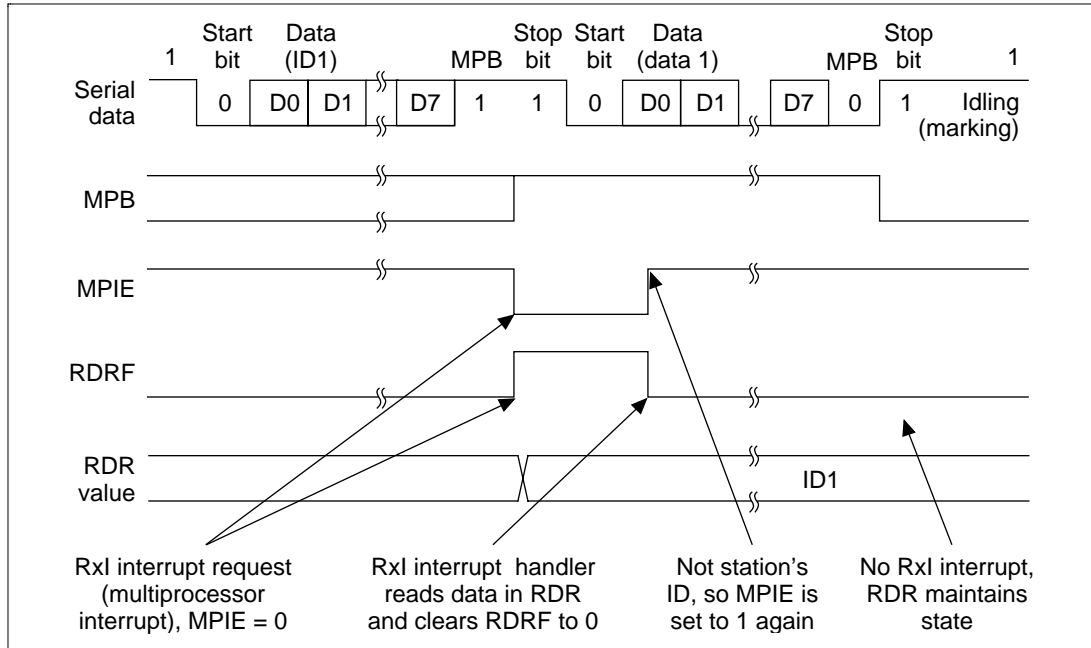 1 Start bit Data (ID1) MPB Stop bit Start bit Data (data 1) MPB Stop bit 1
Serial data 0 D0 D1 D7 1 1 0 D0 D1 D7 0 1 Idling (marking)
MPB
MPIE
RDRF
RDR value ID1
RxI interrupt request (multiprocessor interrupt), MPIE = 0
RxI interrupt handler reads data in RDR and clears RDRF to 0
Not station's ID, so MPIE is set to 1 again
No RxI interrupt, RDR maintains state